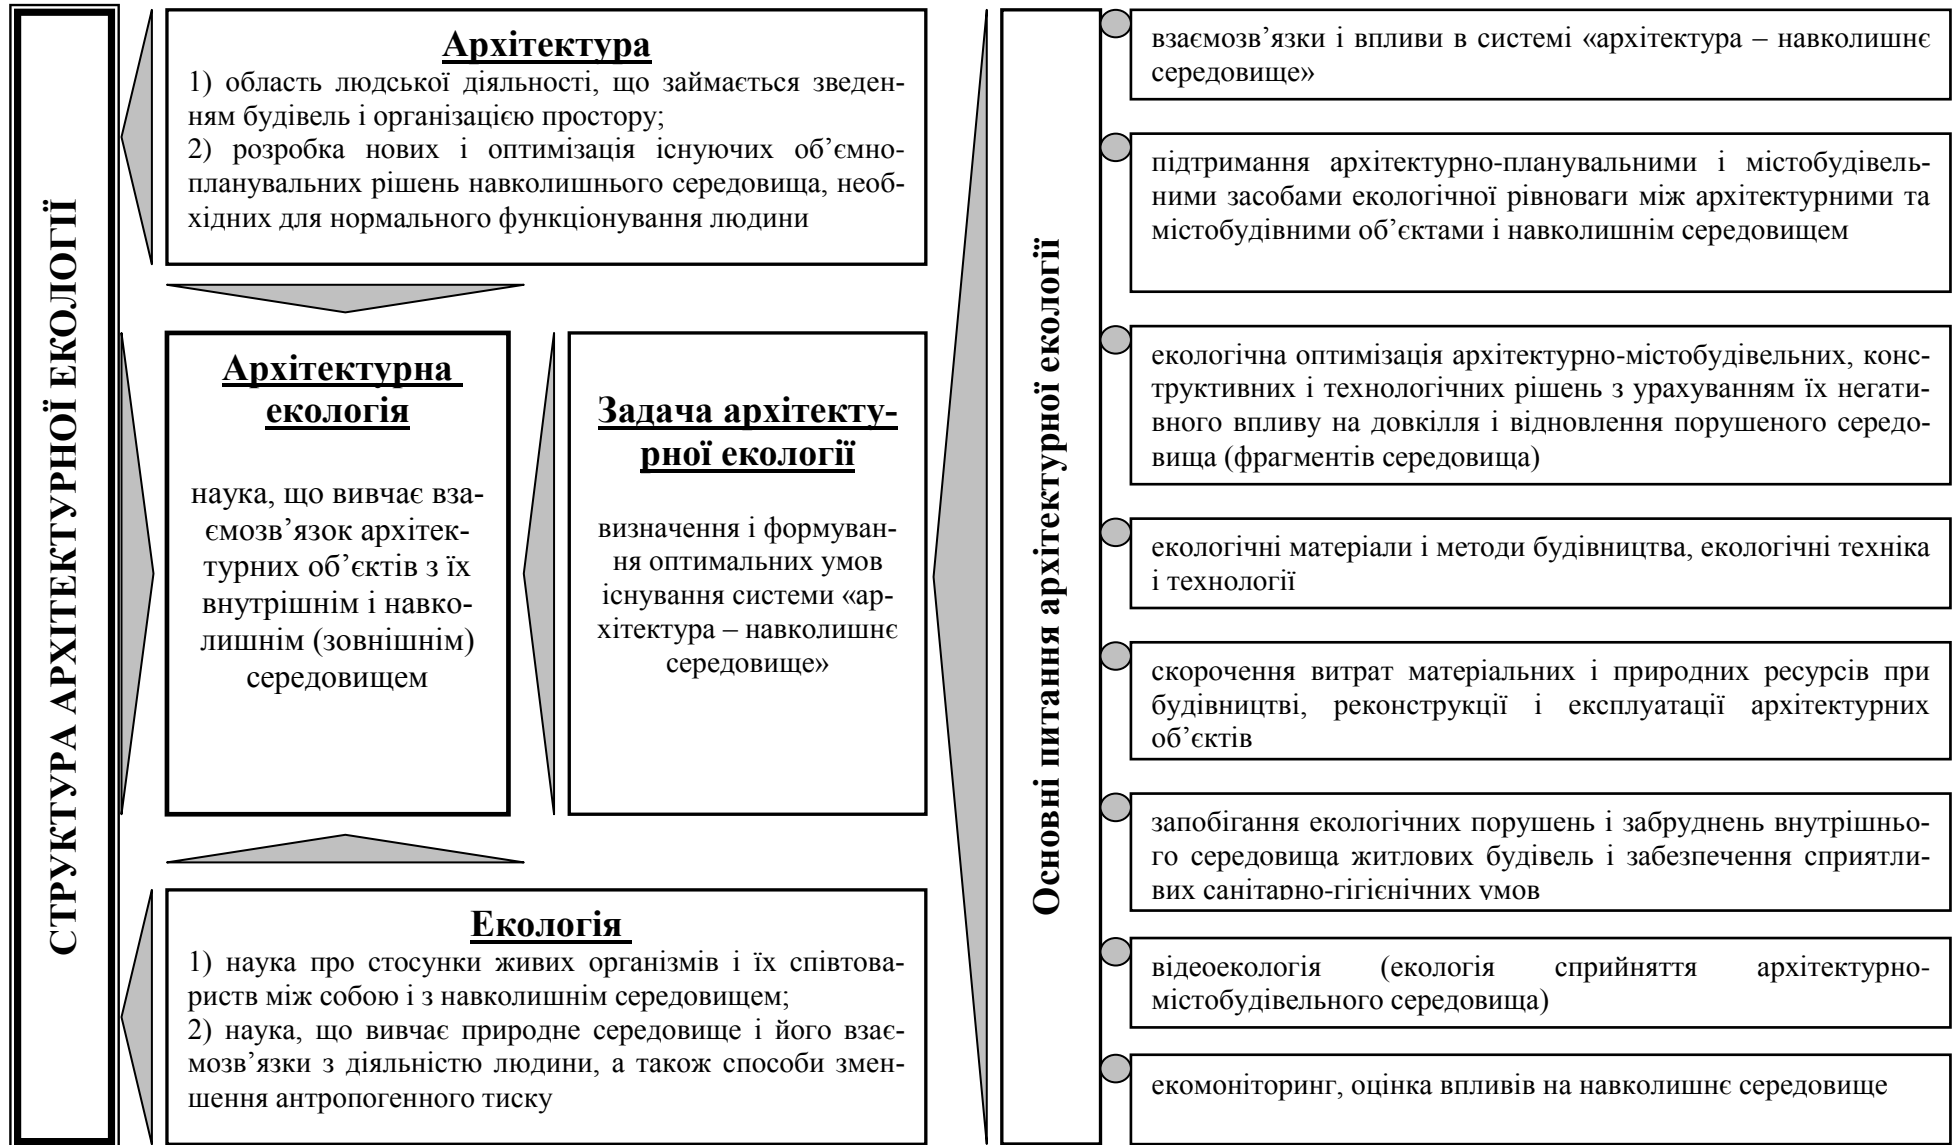 СТРУКТУРА АРХІТЕКТУРНОЇ ЕКОЛОГІЇ
Архітектура
1) область людської діяльності, що займається зведен-
ням будівель і організацією простору;
2) розробка нових і оптимізація існуючих об’ємно-
планувальних рішень навколишнього середовища, необ-
хідних для нормального функціонування людини
Архітектурна
екологія
наука, що вивчає вза-
ємозв’язок архітек-
турних об’єктів з їх
внутрішнім і навко-
лишнім (зовнішнім)
середовищем
Задача архітекту-
рної екології
визначення і формуван-
ня оптимальних умов
існування системи «ар-
хітектура – навколишнє
середовище»
Екологія
1) наука про стосунки живих організмів і їх співтова-
риств між собою і з навколишнім середовищем;
2) наука, що вивчає природне середовище і його взає-
мозв’язки з діяльністю людини, а також способи змен-
шення антропогенного тиску
Основні питання архітектурної екології
взаємозв’язки і впливи в системі «архітектура – навколишнє
середовище»
підтримання архітектурно-планувальними і містобудівель-
ними засобами екологічної рівноваги між архітектурними та
містобудівними об’єктами і навколишнім середовищем
екологічна оптимізація архітектурно-містобудівельних, конс-
труктивних і технологічних рішень з урахуванням їх негати-
вного впливу на довкілля і відновлення порушеного середо-
вища (фрагментів середовища)
екологічні матеріали і методи будівництва, екологічні техніка
і технології
скорочення витрат матеріальних і природних ресурсів при
будівництві, реконструкції і експлуатації архітектурних
об’єктів
запобігання екологічних порушень і забруднень внутрішньо-
го середовища житлових будівель і забезпечення сприятли-
вих санітарно-гігієнічних умов
відеоекологія (екологія сприйняття архітектурно-
містобудівельного середовища)
екомоніторинг, оцінка впливів на навколишнє середовище